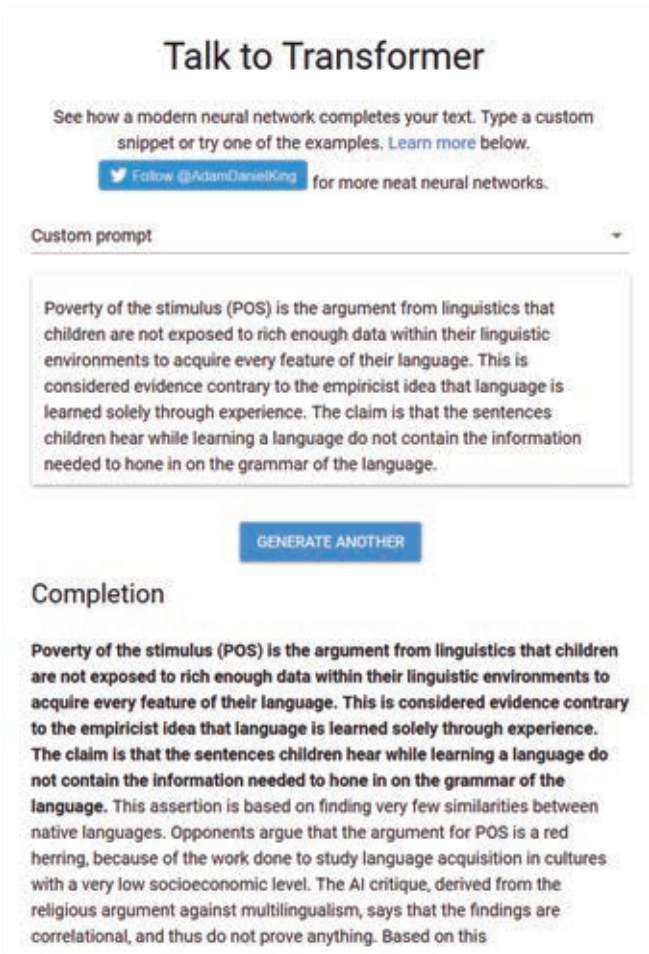 Talk to Transformer
See how a modern neural network completes your text. Type a custom
snippet or try one of the examples. Learn more below.
Follow @AdamDanielKing for more neat neural networks.
Custom prompt
Poverty of the stimulus (POS) is the argument from linguistics that
children are not exposed to rich enough data within their linguistic
environments to acquire every feature of their language. This is
considered evidence contrary to the empiricist idea that language is
learned solely through experience. The claim is that the sentences
children hear while learning a language do not contain the information
needed to hone in on the grammar of the language.
GENERATE ANOTHER
Completion
Poverty of the stimulus (POS) is the argument from linguistics that children
are not exposed to rich enough data within their linguistic environments to
acquire every feature of their language. This is considered evidence contrary
to the empiricist idea that language is learned solely through experience.
The claim is that the sentences children hear while learning a language do
not contain the information needed to hone in on the grammar of the
language. This assertion is based on finding very few similarities between
native languages. Opponents argue that the argument for POS is a red
herring, because of the work done to study language acquisition in cultures
with a very low socioeconomic level. The AI critique, derived from the
religious argument against multilingualism, says that the findings are
correlational, and thus do not prove anything. Based on this